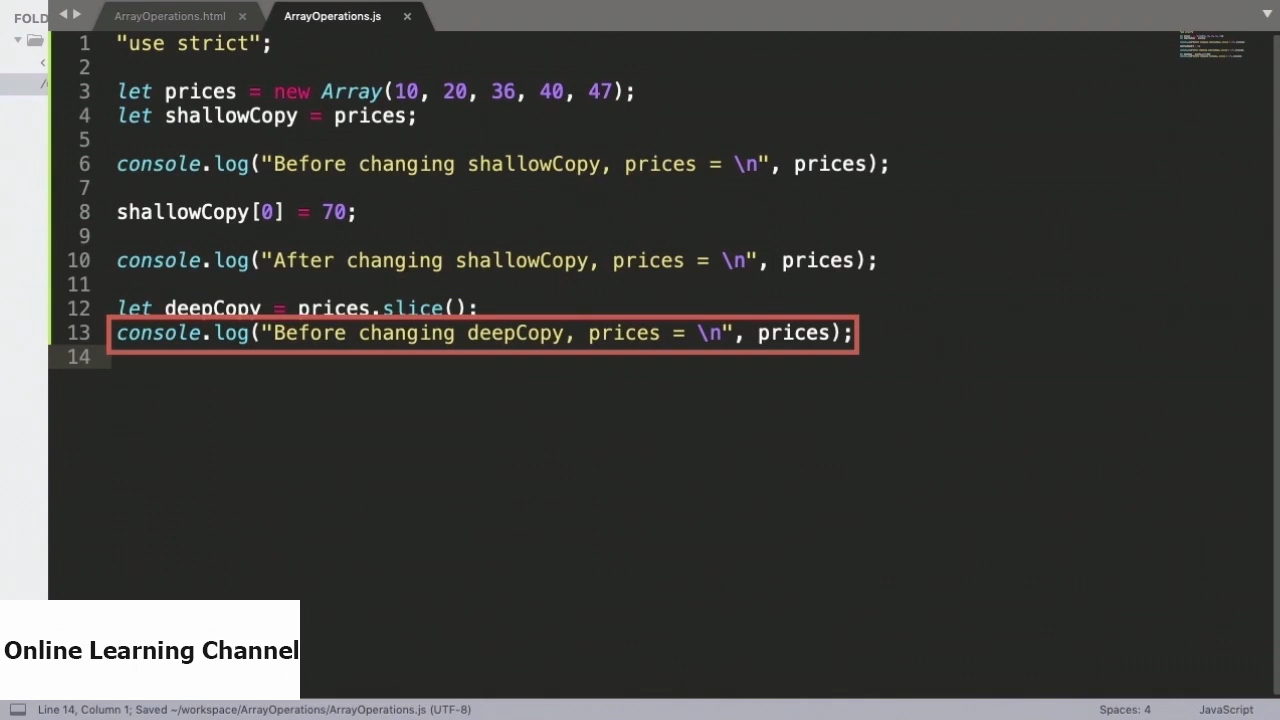 FOLD
ArrayOperations.html ×
ArrayOperations.js ×
1 "use strict";
2
3 let prices = new Array(10, 20, 36, 40, 47);
4 let shallowCopy = prices;
5
6 console.log("Before changing shallowCopy, prices = \n", prices);
7
8 shallowCopy[0] = 70;
9
10 console.log("After changing shallowCopy, prices = \n", prices);
11
12 let deepCopy = prices.slice();
13 console.log("Before changing deepCopy, prices = \n", prices);
14
Online Learning Channel
Line 14, Column 1; Saved ~/workspace/ArrayOperations/ArrayOperations.js (UTF-8)
Spaces: 4
JavaScript